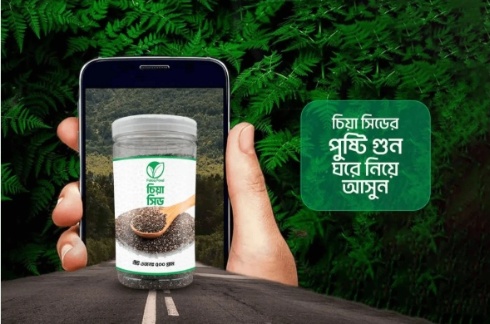 চিয়া সিডের
পুষ্টি গুন
ঘরে নিয়ে
আসুন
চিয়া
সিড